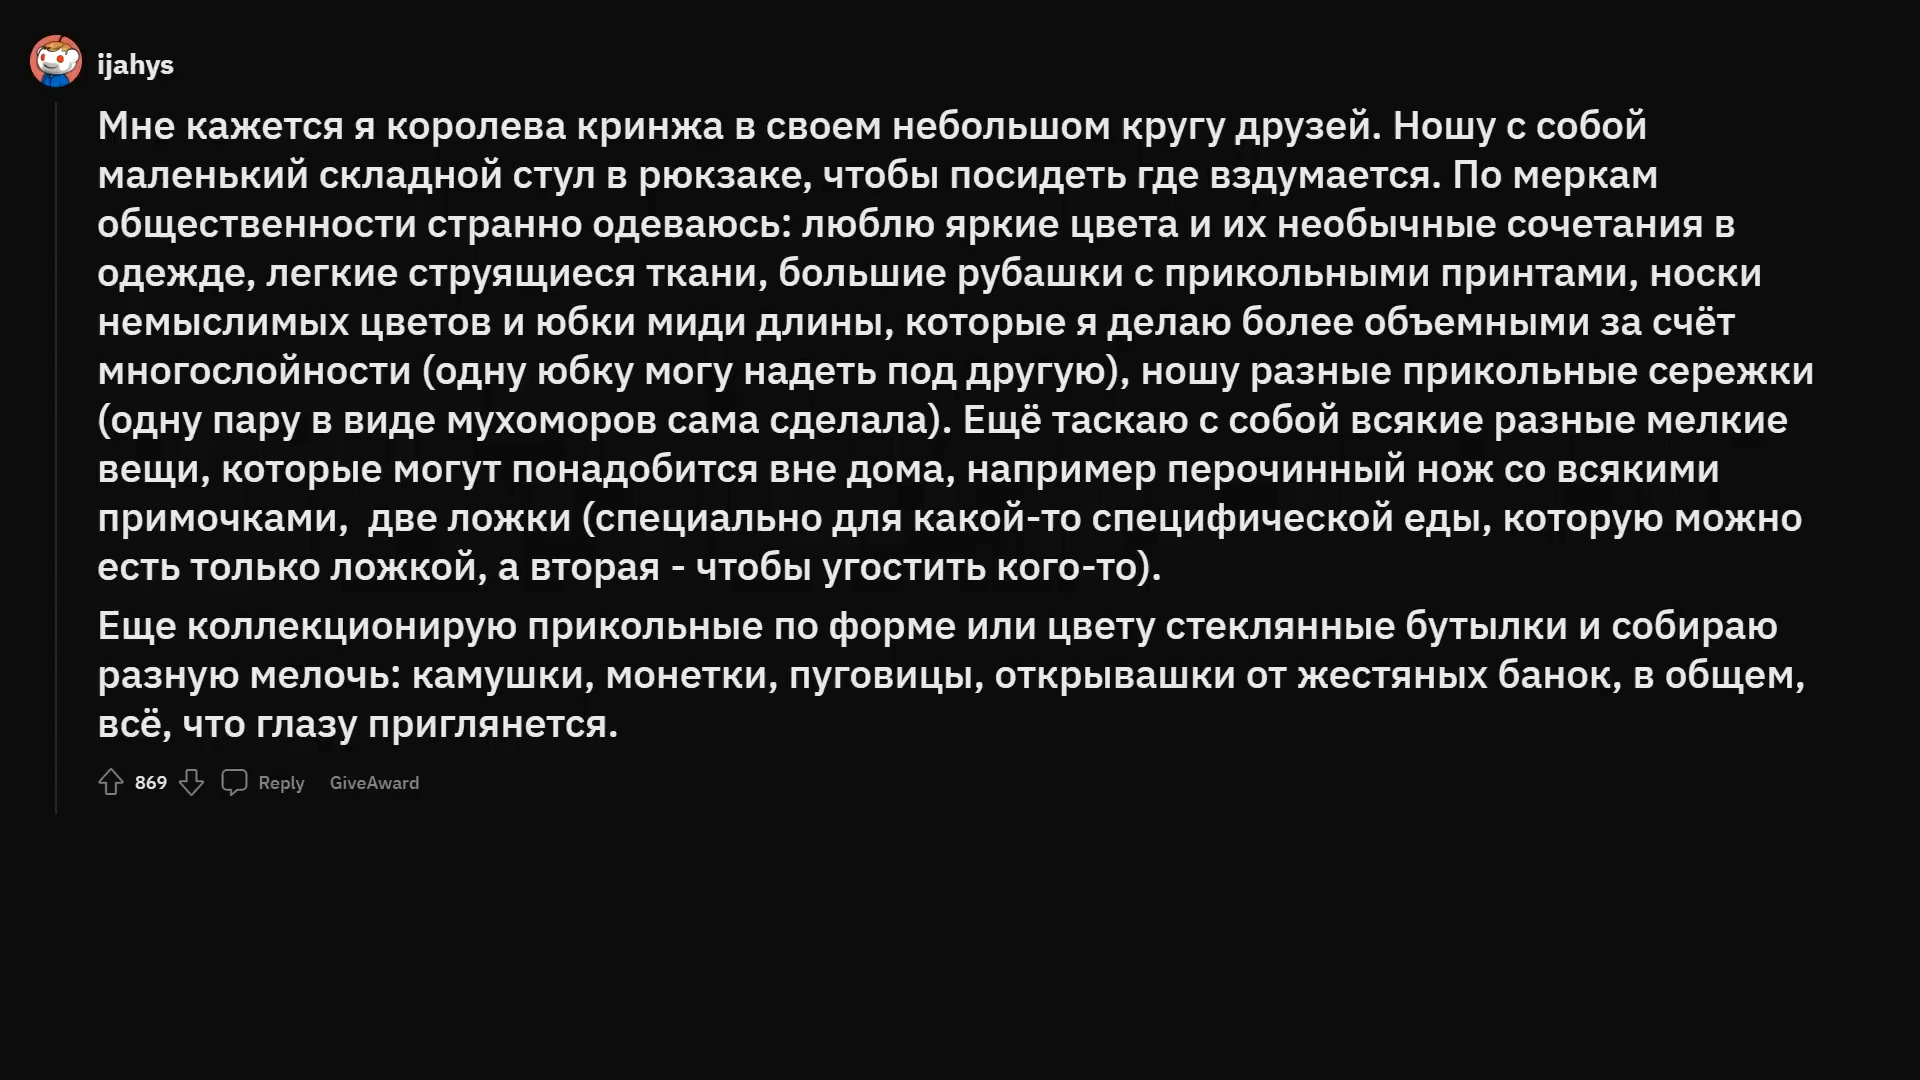 ijahys
Мне кажется я королева кринжа в своем небольшом кругу друзей. Ношу с собой
маленький складной стул в рюкзаке, чтобы посидеть где вздумается. По меркам
общественности странно одеваюсь: люблю яркие цвета и их необычные сочетания в
одежде, легкие струящиеся ткани, большие рубашки с прикольными принтами, носки
немыслимых цветов и юбки миди длины, которые я делаю более объемными за счёт
многослойности (одну юбку могу надеть под другую), ношу разные прикольные сережки
(одну пару в виде мухоморов сама сделала). Ещё таскаю с собой всякие разные мелкие
вещи, которые могут понадобится вне дома, например перочинный нож со всякими
примочками,  две ложки (специально для какой-то специфической еды, которую можно
есть только ложкой, а вторая - чтобы угостить кого-то).
Еще коллекционирую прикольные по форме или цвету стеклянные бутылки и собираю
разную мелочь: камушки, монетки, пуговицы, открывашки от жестяных банок, в общем,
всё, что глазу приглянется.
869 Reply GiveAward